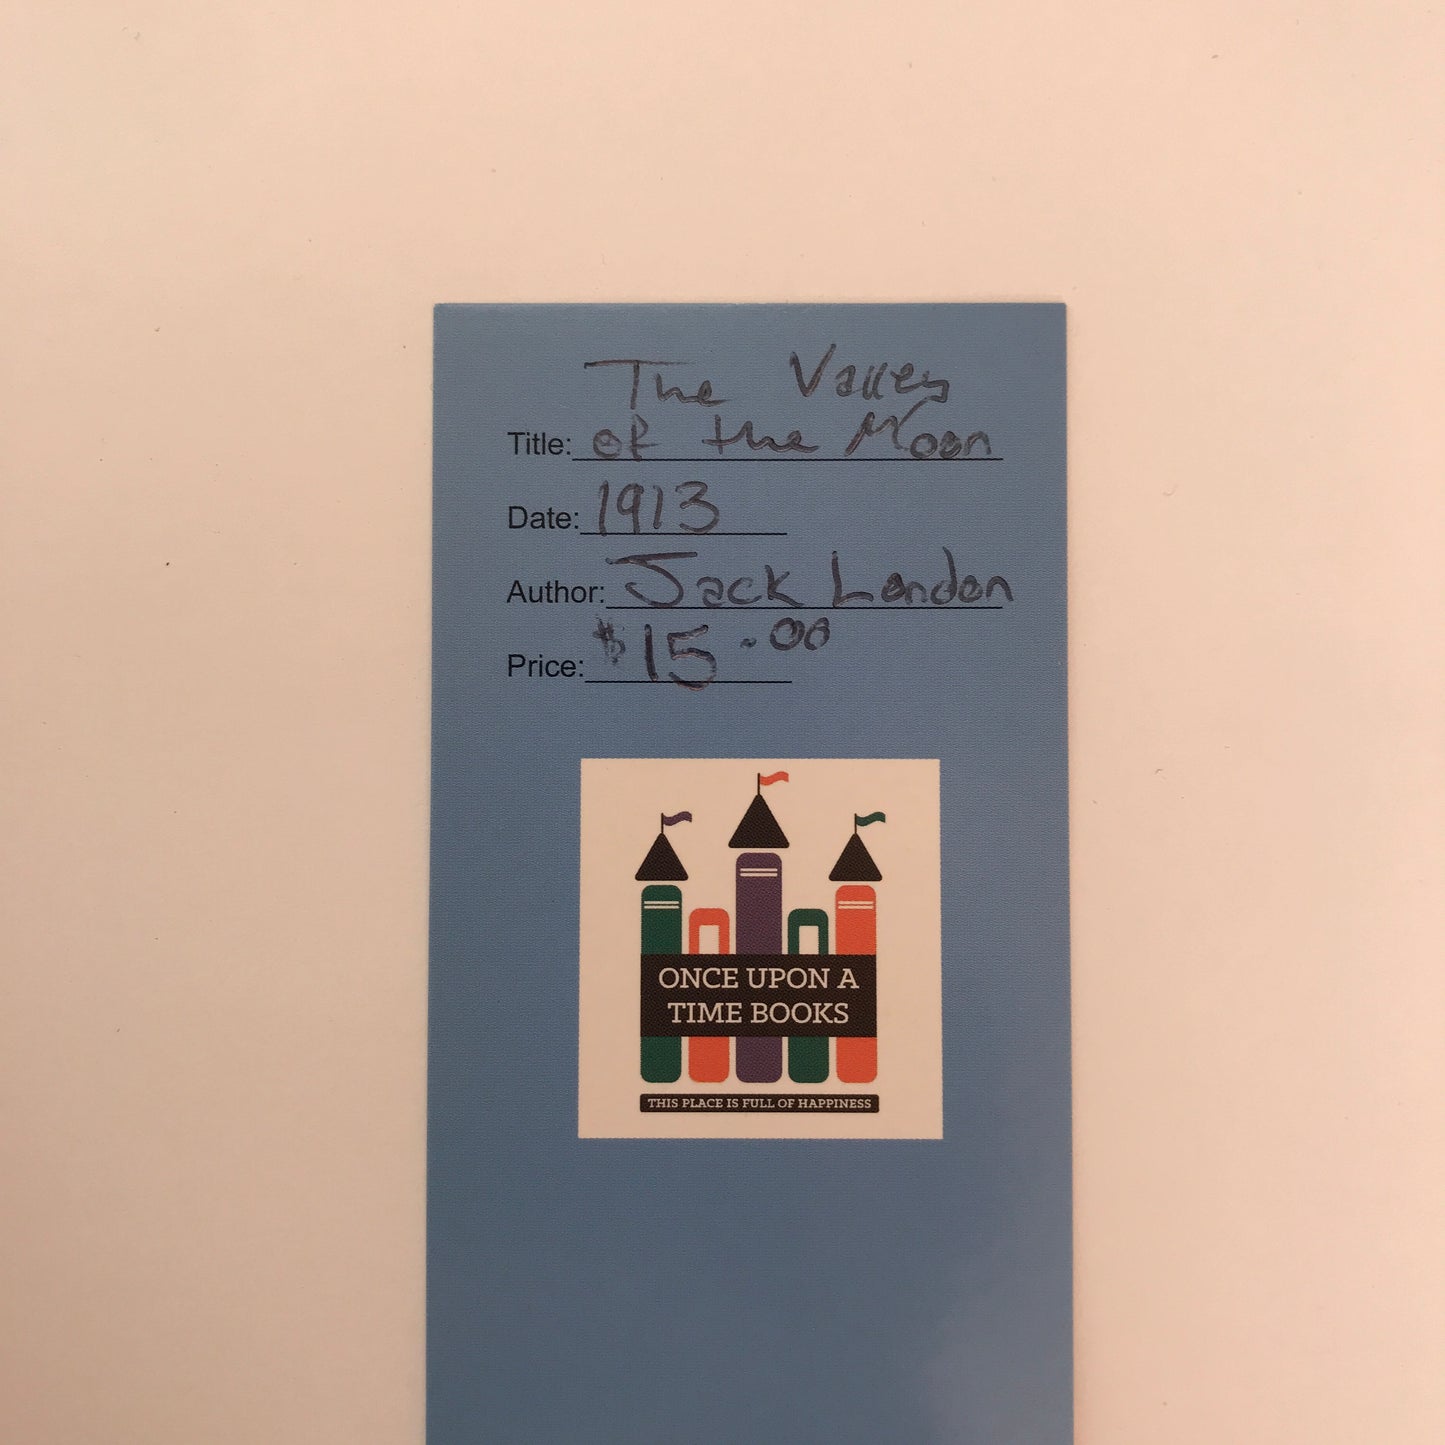 The Valley
Title: of the Moon
Date: 1913
Author: Jack London
Price: $15.00
ONCE UPON A
TIME BOOKS
THIS PLACE IS FULL OF HAPPINESS